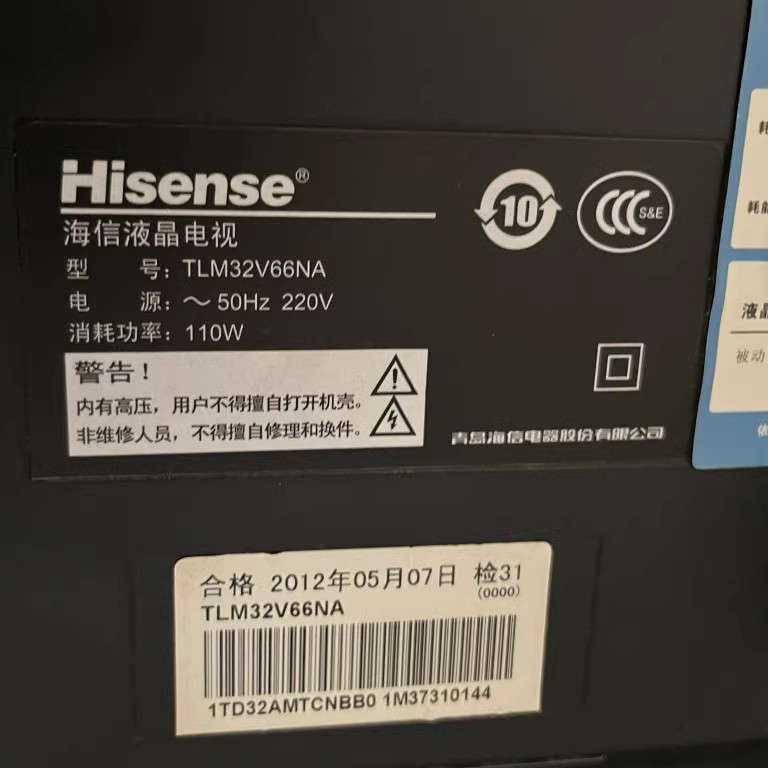 Hisense®
海信液晶电视
型 号: TLM32V66NA
电 源: ～ 50Hz 220V
消耗功率: 110W
警告!
内有高压，用户不得擅自打开机壳。
非维修人员，不得擅自修理和换件。
10
CCC S&E
青岛海信电器股份有限公司
耗能
液晶
被动
依
合格 2012年05月07日 检31
(0000)
TLM32V66NA
1TD32AMTCNBB0 1M37310144